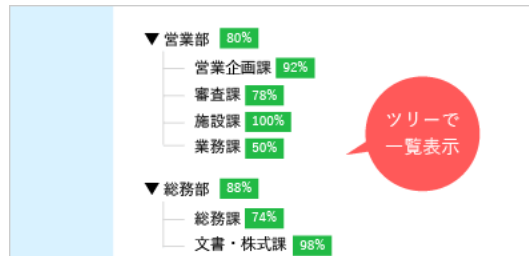 ▼営業部 80%
営業企画課 92%
審査課 78%
施設課 100%
業務課 50%
ツリーで
一覧表示
▼総務部 88%
総務課 74%
文書・株式課 98%